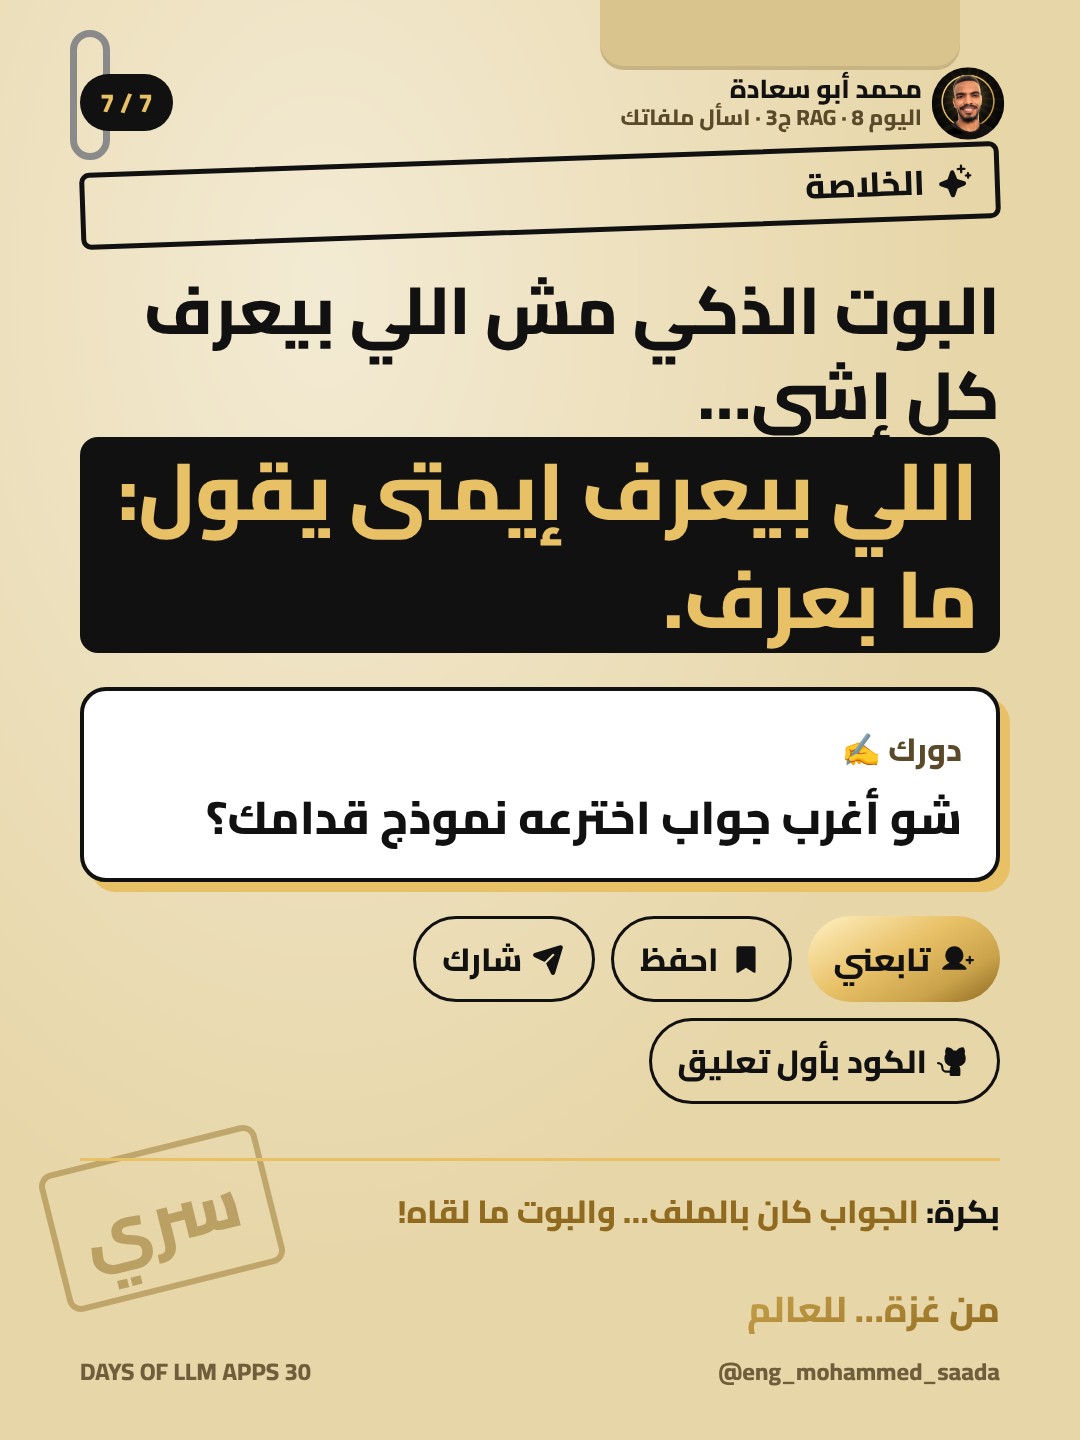 محمد أبو سعادة
اليوم 8 · RAG ج3 · اسأل ملفاتك
7 / 7
الخلاصة
البوت الذكي مش اللي بيعرف
كل إشي...
اللي بيعرف إيمتى يقول:
ما بعرف.
دورك ✍️
شو أغرب جواب اخترعه نموذج قدامك؟
تابعني
احفظ
شارك
الكود بأول تعليق
سري
بكرة: الجواب كان بالملف... والبوت ما لقاه!
من غزة... للعالم
@eng_mohammed_saada
DAYS OF LLM APPS 30